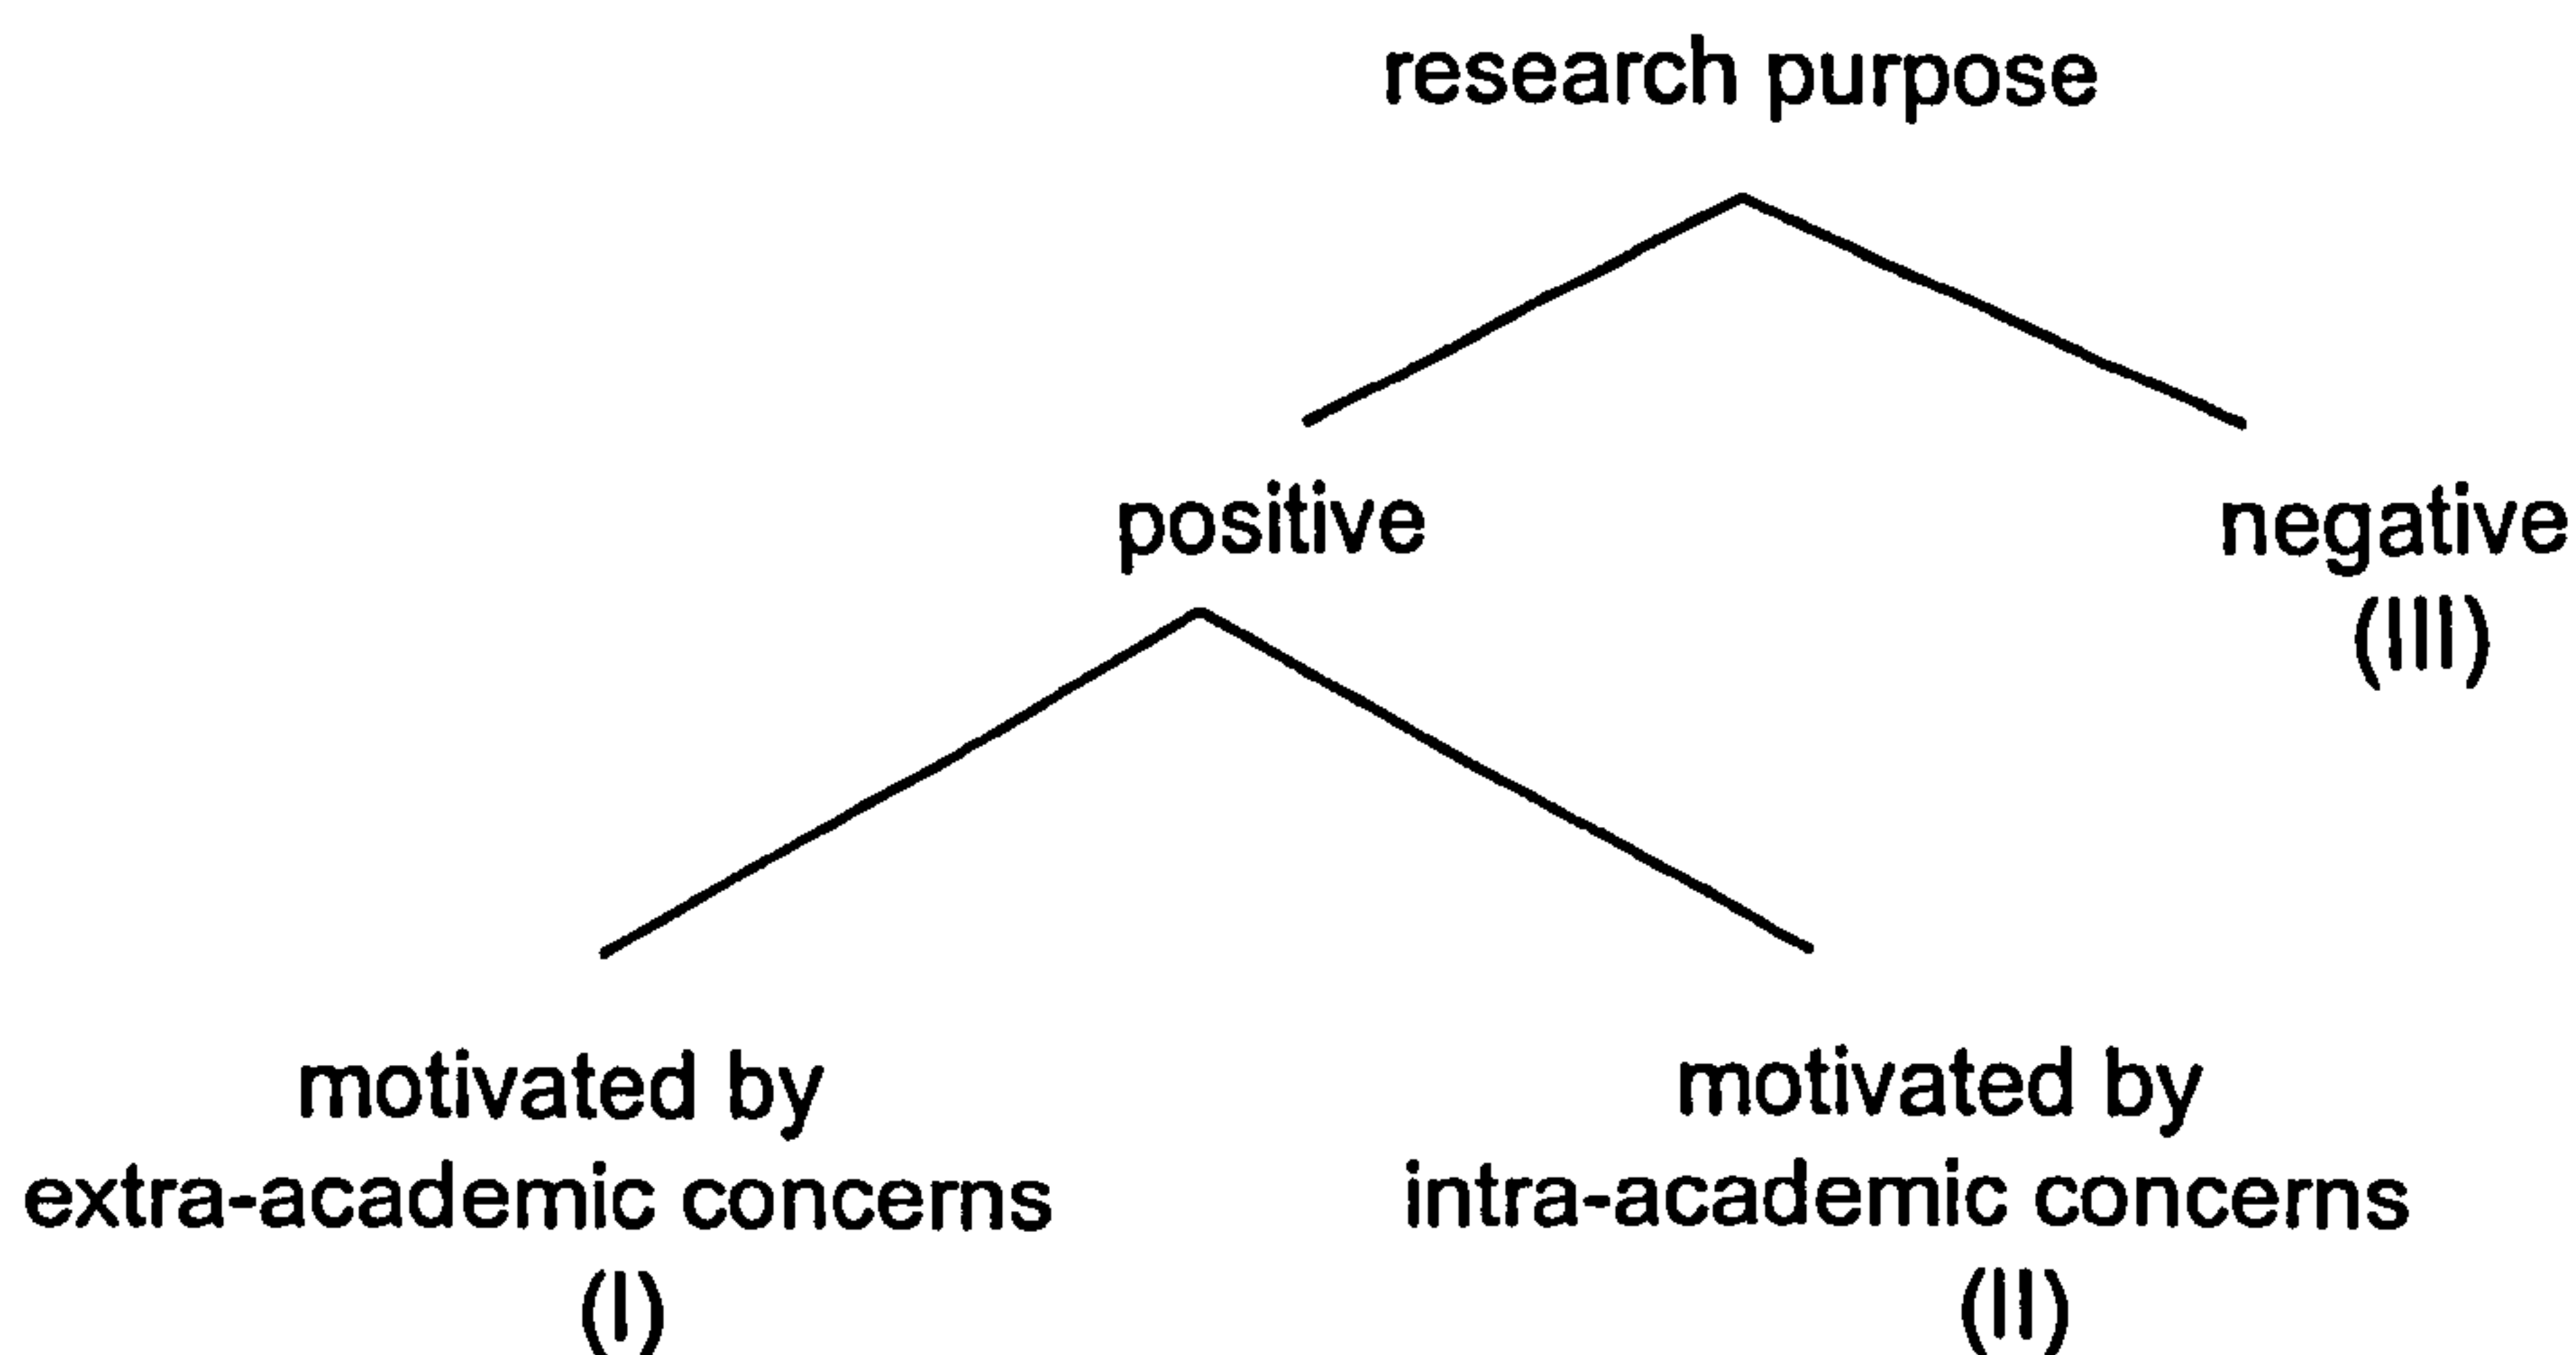 research purpose
positive
negative
(III)
motivated by
extra-academic concerns
(I)
motivated by
intra-academic concerns
(II)